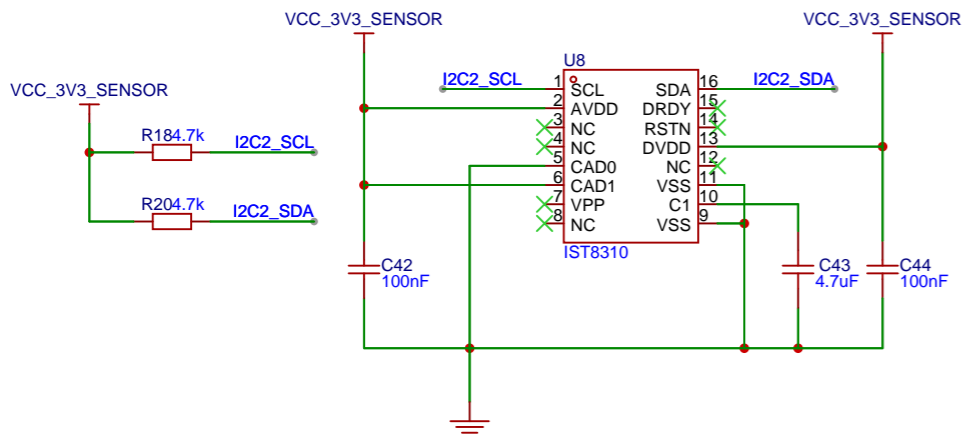 VCC_3V3_SENSOR
VCC_3V3_SENSOR
VCC_3V3_SENSOR
R18 4.7k I2C2_SCL
R20 4.7k I2C2_SDA
U8
I2C2_SCL 1 SCL SDA 16 I2C2_SDA
2 AVDD DRDY 15
3 NC RSTN 14
4 NC DVDD 13
5 CAD0 NC 12
6 CAD1 VSS 11
7 VPP C1 10
8 NC VSS 9
IST8310
C42
100nF
C43
4.7uF
C44
100nF